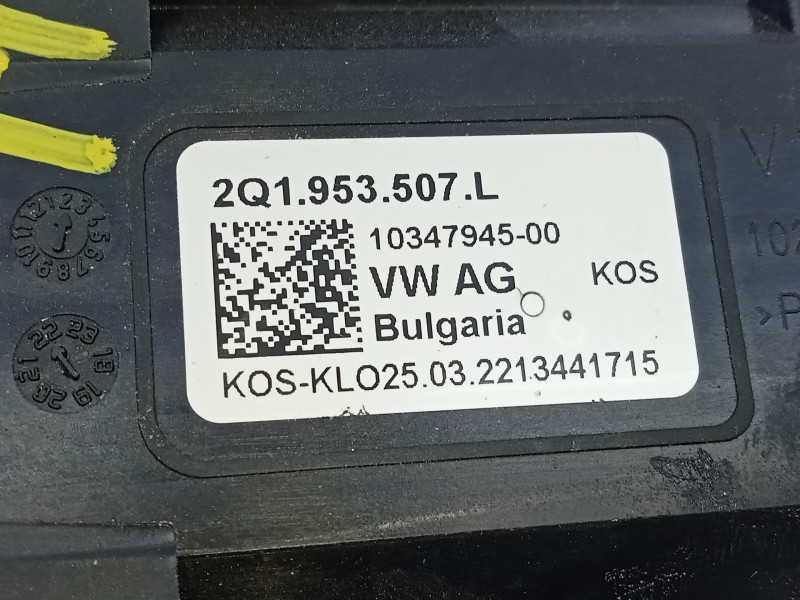 2Q1.953.507.L
10347945-00
VW AG
KOS
Bulgaria
KOS-KLO25.03.2213441715